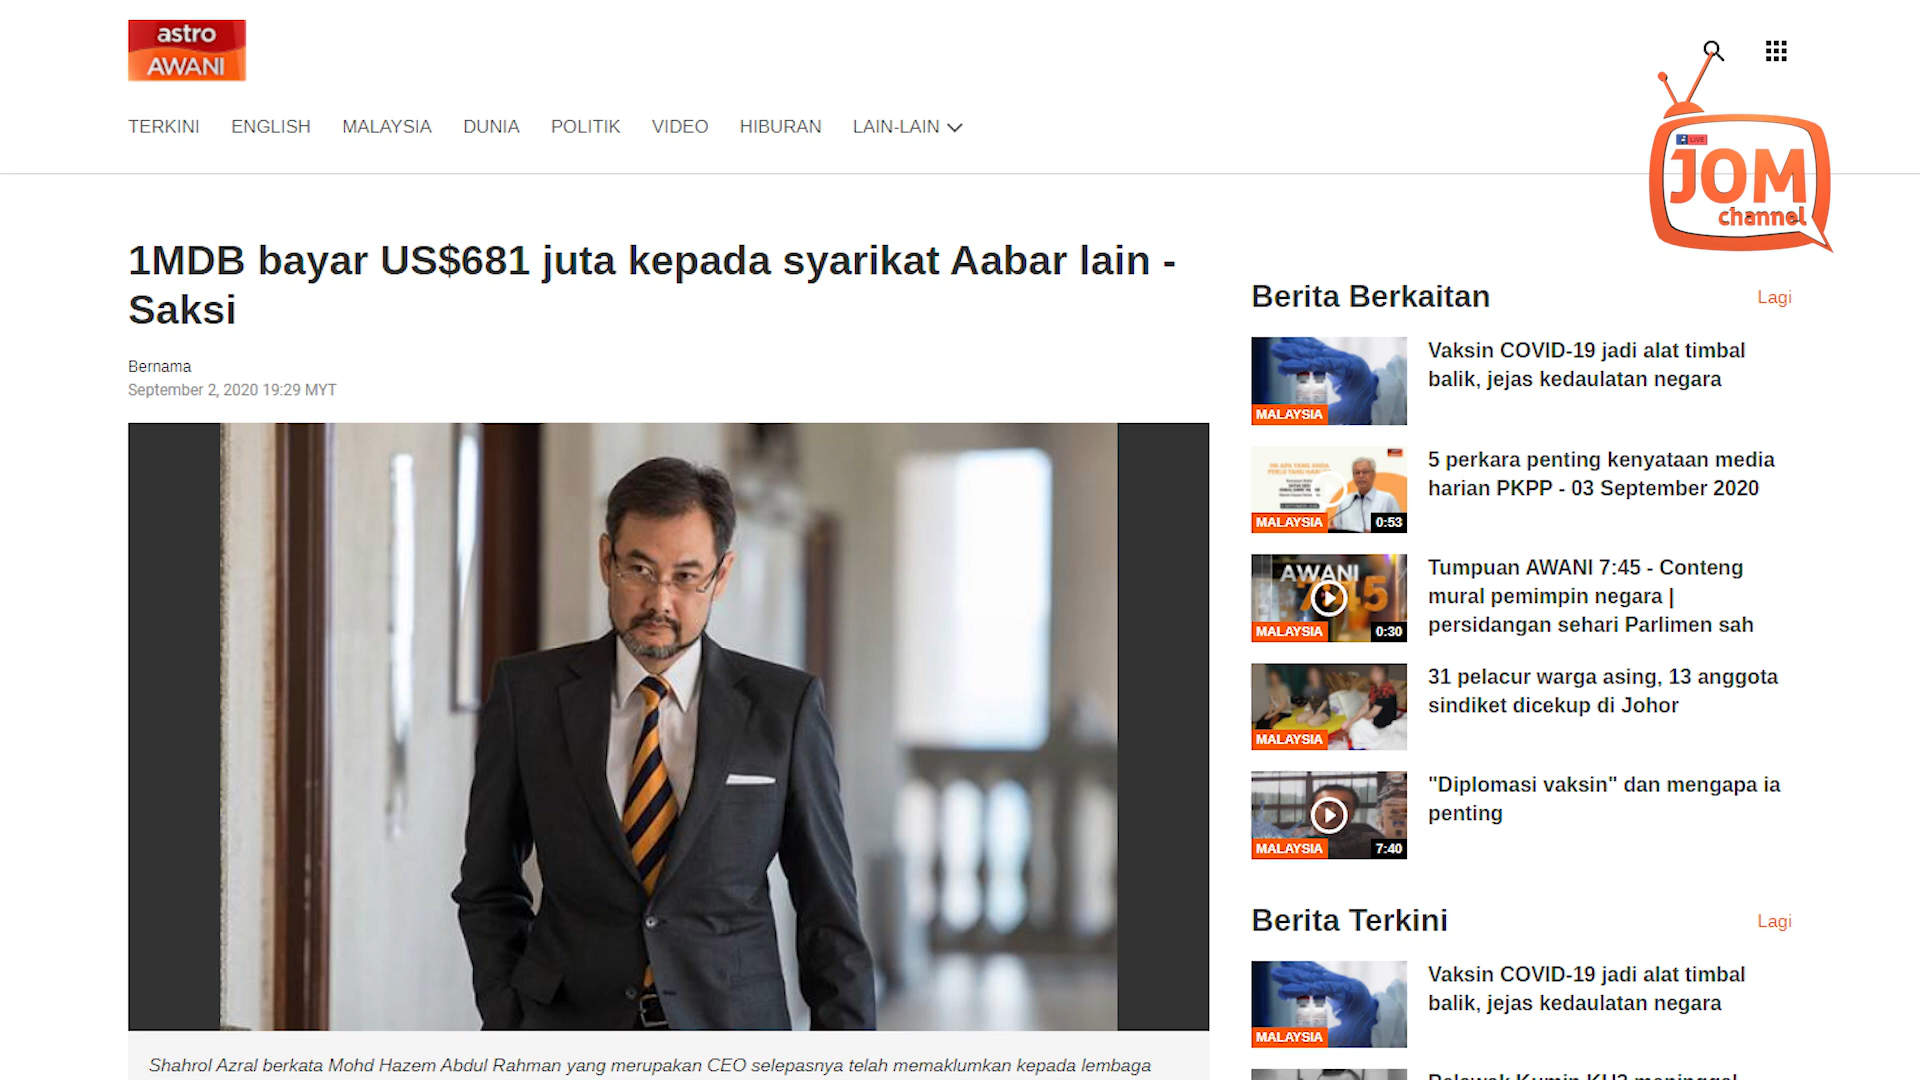 astro
AWANI
TERKINI ENGLISH MALAYSIA DUNIA POLITIK VIDEO HIBURAN LAIN-LAIN
LIVE
JOM
channel
1MDB bayar US$681 juta kepada syarikat Aabar lain -
Saksi
Bernama
September 2, 2020 19:29 MYT
Shahrol Azral berkata Mohd Hazem Abdul Rahman yang merupakan CEO selepasnya telah memaklumkan kepada lembaga
Berita Berkaitan
Lagi
MALAYSIA
Vaksin COVID-19 jadi alat timbal
balik, jejas kedaulatan negara
MALAYSIA
0:53
5 perkara penting kenyataan media
harian PKPP - 03 September 2020
AWANI
7:45
MALAYSIA
0:30
Tumpuan AWANI 7:45 - Conteng
mural pemimpin negara |
persidangan sehari Parlimen sah
MALAYSIA
31 pelacur warga asing, 13 anggota
sindiket dicekup di Johor
MALAYSIA
7:40
"Diplomasi vaksin" dan mengapa ia
penting
Berita Terkini
Lagi
MALAYSIA
Vaksin COVID-19 jadi alat timbal
balik, jejas kedaulatan negara